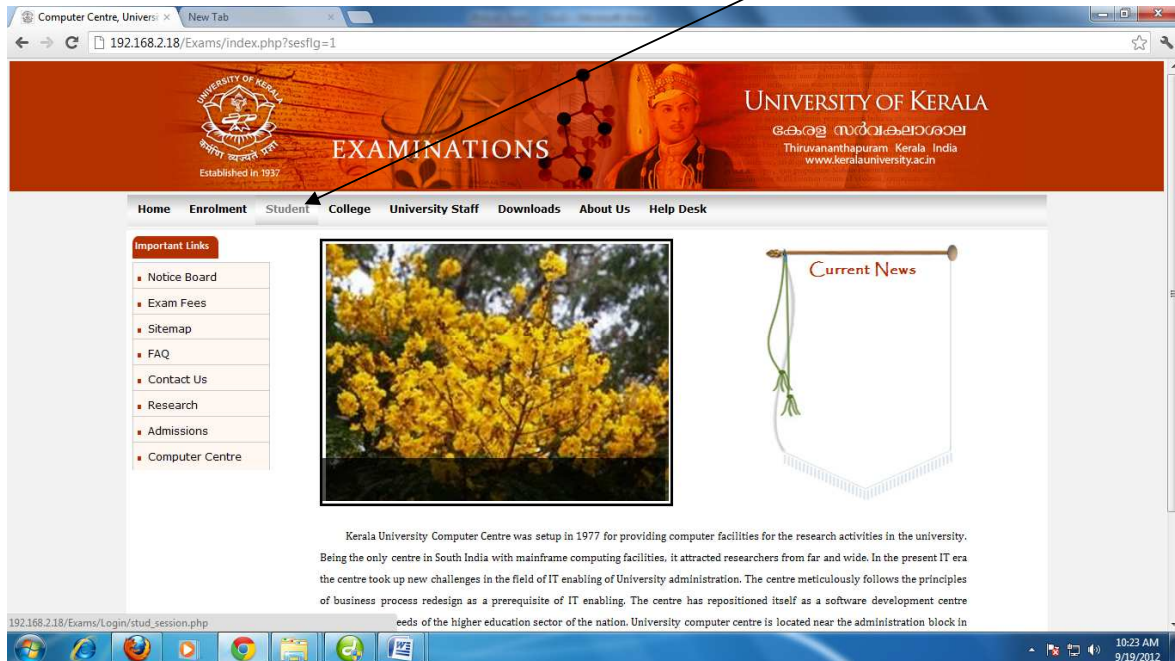 Computer Centre, Univers
New Tab
192.168.2.18/Exams/index.php?sesflg=1
UNIVERSITY OF KERALA
कर्मणि व्यज्यते प्रज्ञा
Established in 1937
EXAMINATIONS
UNIVERSITY OF KERALA
കേരള സര്‍വകലാശാല
Thiruvananthapuram Kerala India
www.keralauniversity.ac.in
Home Enrolment Student College University Staff Downloads About Us Help Desk
Important Links
Notice Board
Exam Fees
Sitemap
FAQ
Contact Us
Research
Admissions
Computer Centre
Current News
Kerala University Computer Centre was setup in 1977 for providing computer facilities for the research activities in the university.
Being the only centre in South India with mainframe computing facilities, it attracted researchers from far and wide. In the present IT era
the centre took up new challenges in the field of IT enabling of University administration. The centre meticulously follows the principles
of business process redesign as a prerequisite of IT enabling. The centre has repositioned itself as a software development centre
eeds of the higher education sector of the nation. University computer centre is located near the administration block in
192.168.2.18/Exams/Login/stud_session.php
10:23 AM
9/19/2012